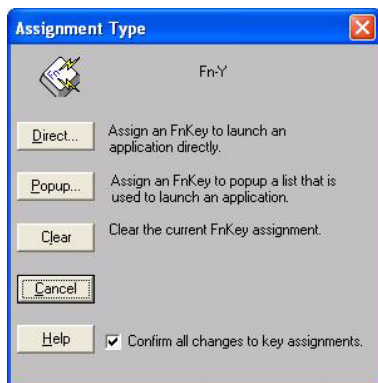 Assignment Type
Fn-Y
Direct...
Assign an FnKey to launch an
application directly.
Popup...
Assign an FnKey to popup a list that is
used to launch an application.
Clear
Clear the current FnKey assignment.
Cancel
Help
Confirm all changes to key assignments.